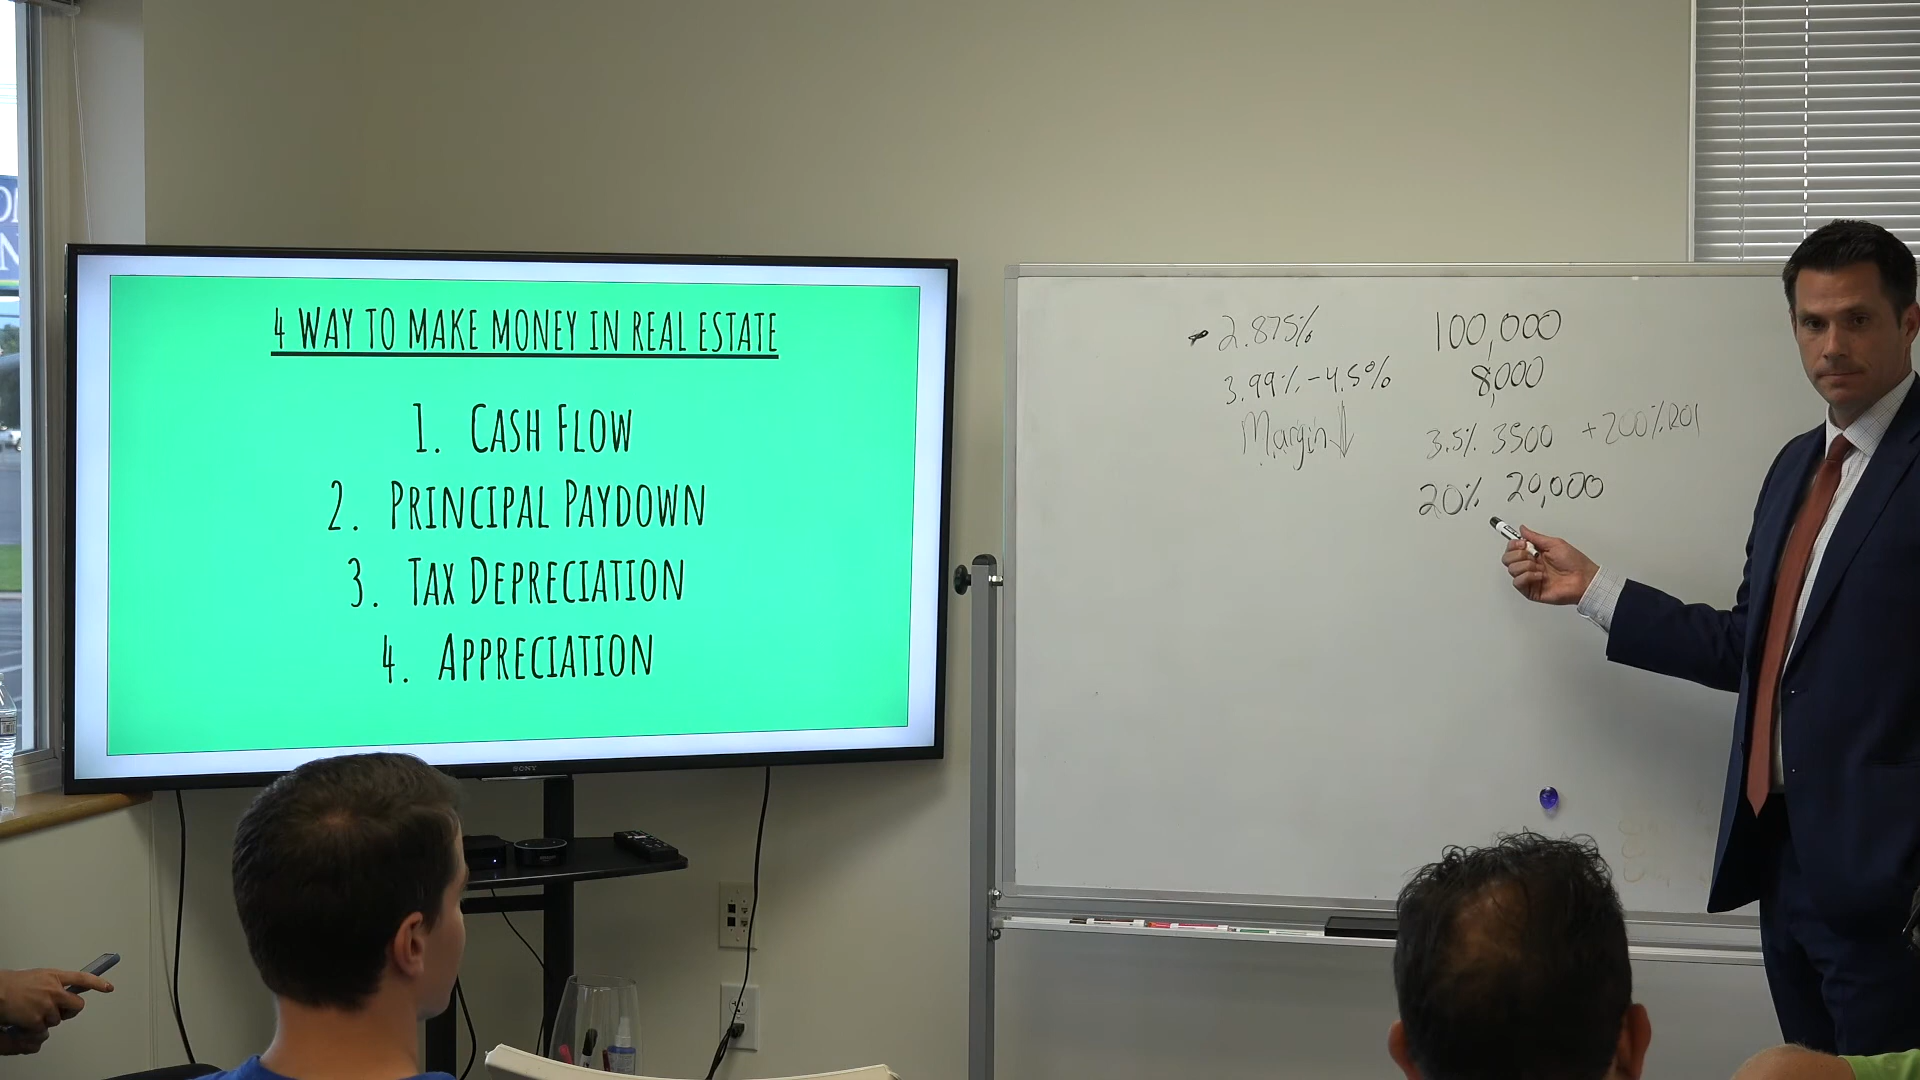 4 WAY TO MAKE MONEY IN REAL ESTATE
1. CASH FLOW
2. PRINCIPAL PAYDOWN
3. TAX DEPRECIATION
4. APPRECIATION
SONY
2.875%
3.99%-4.5%
Margin↓
100,000
8,000
3.5% 3500 +200% ROI
20% 20,000